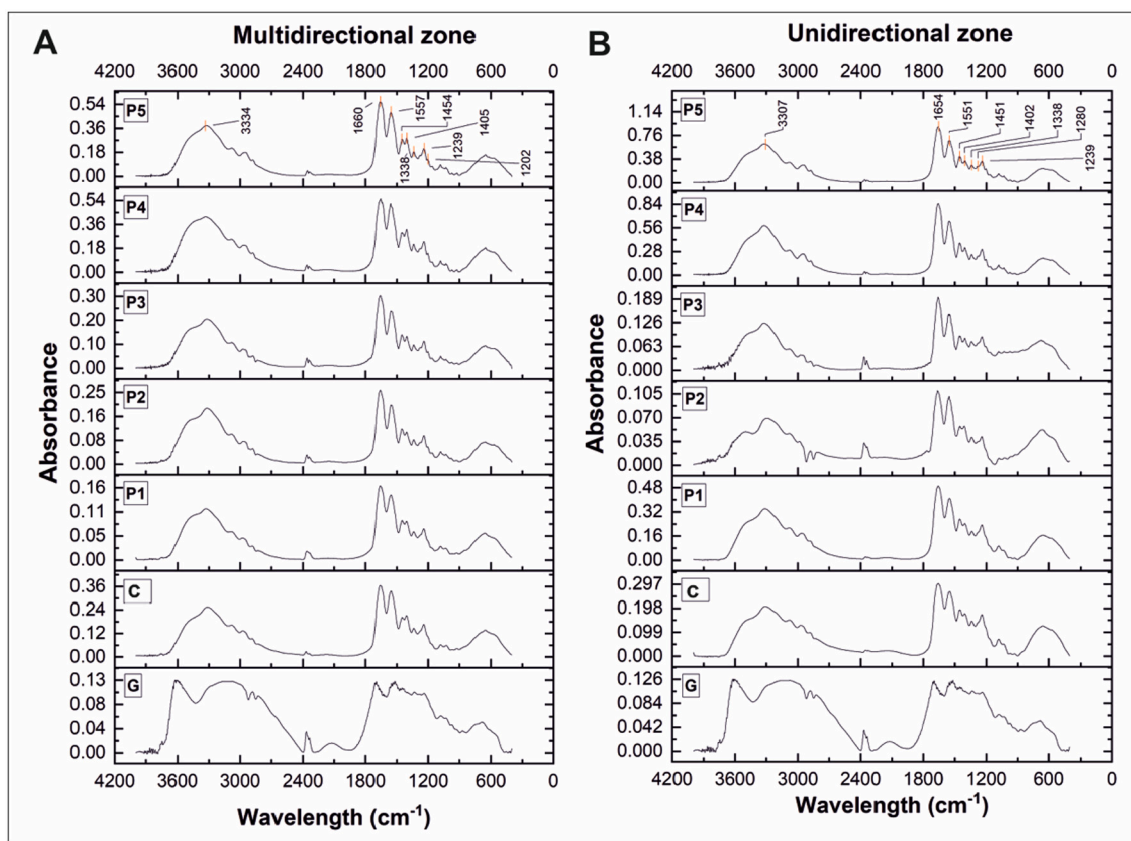 A
Multidirectional zone
4200 3600 3000 2400 1800 1200 600 0
P5
0.54
0.36
0.18
0.00
3334
1660
1557
1454
1405
1338
1239
1202
P4
0.54
0.36
0.18
0.00
P3
0.30
0.20
0.10
0.00
P2
0.25
0.16
0.08
0.00
P1
0.16
0.11
0.05
0.00
C
0.36
0.24
0.12
0.00
G
0.13
0.08
0.04
0.00
Absorbance
4200 3600 3000 2400 1800 1200 600 0
Wavelength (cm-1)
B
Unidirectional zone
4200 3600 3000 2400 1800 1200 600 0
P5
1.14
0.76
0.38
0.00
3307
1654
1551
1451
1402
1338
1280
1239
P4
0.84
0.56
0.28
0.00
P3
0.189
0.126
0.063
0.000
P2
0.105
0.070
0.035
0.000
P1
0.48
0.32
0.16
0.00
C
0.297
0.198
0.099
0.000
G
0.126
0.084
0.042
0.000
Absorbance
4200 3600 3000 2400 1800 1200 600 0
Wavelength (cm-1)